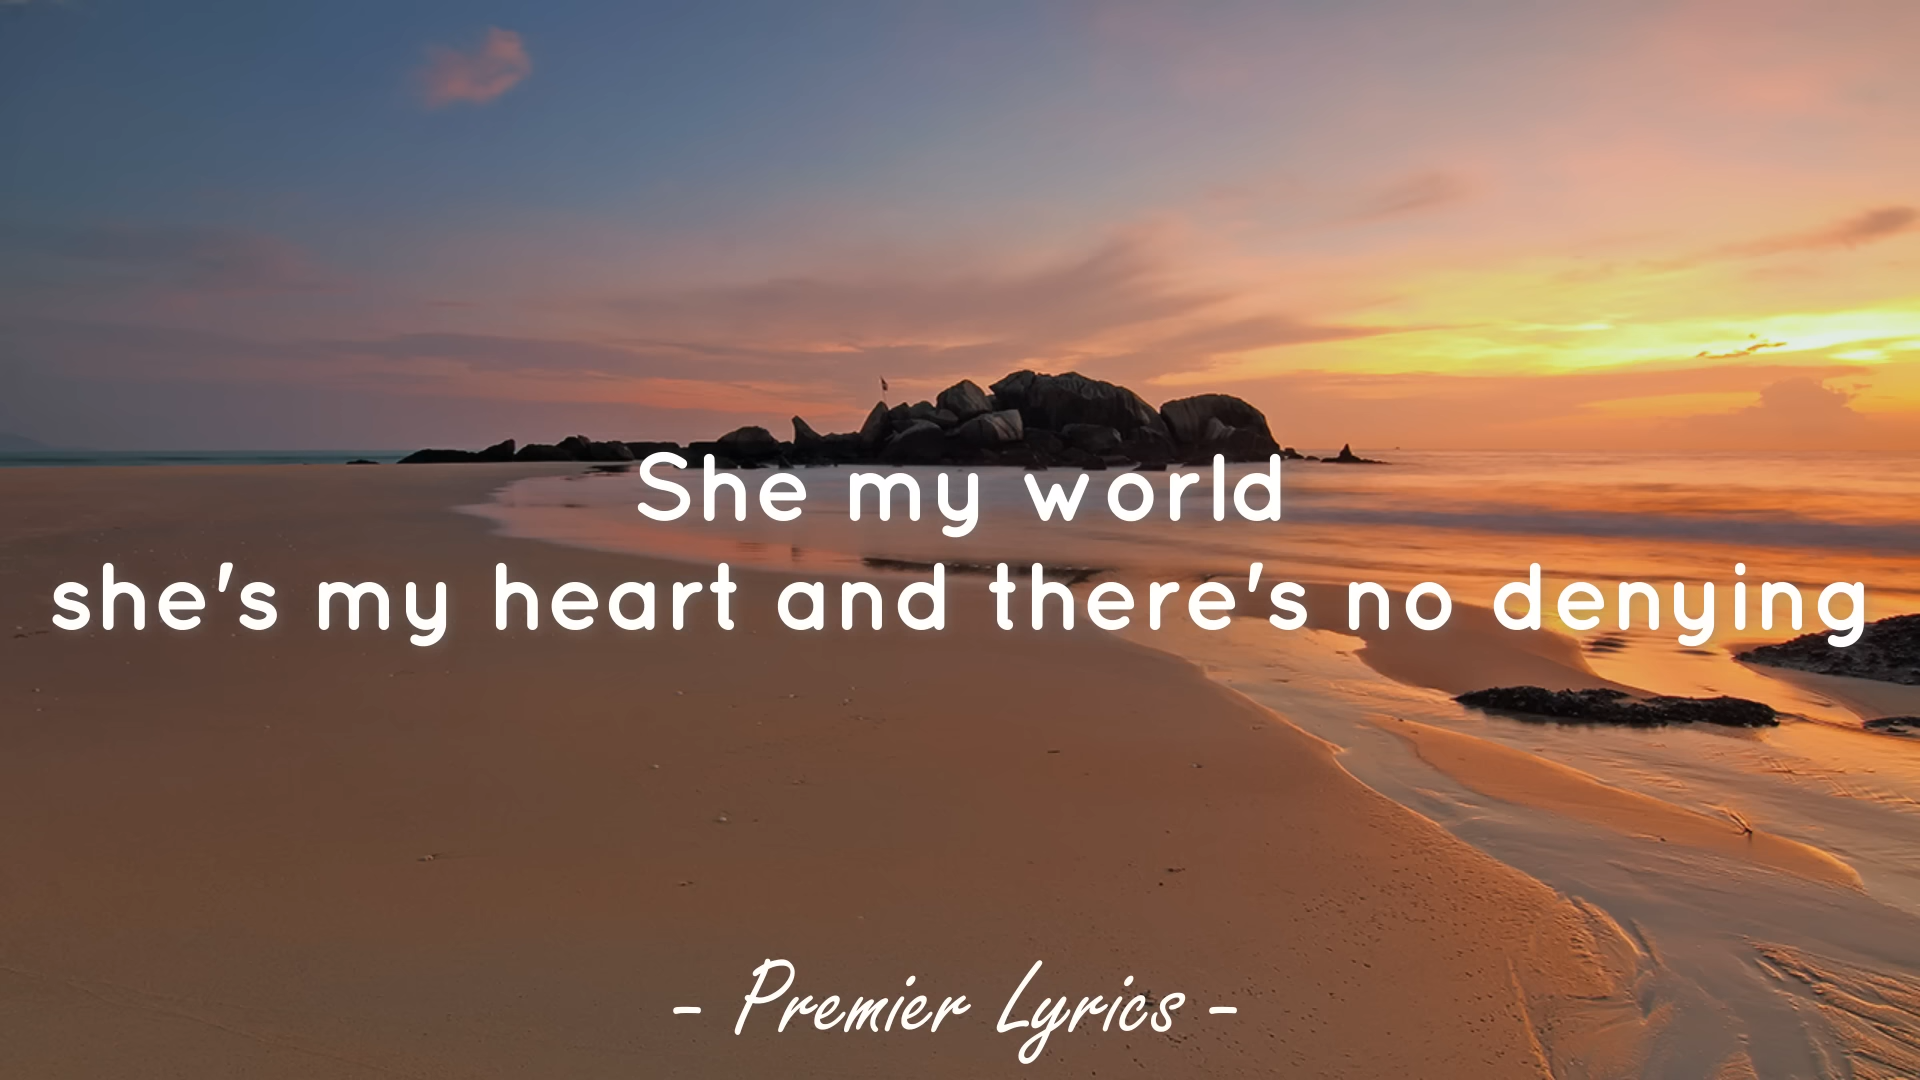 She my world
she's my heart and there's no denying
- Premier Lyrics -